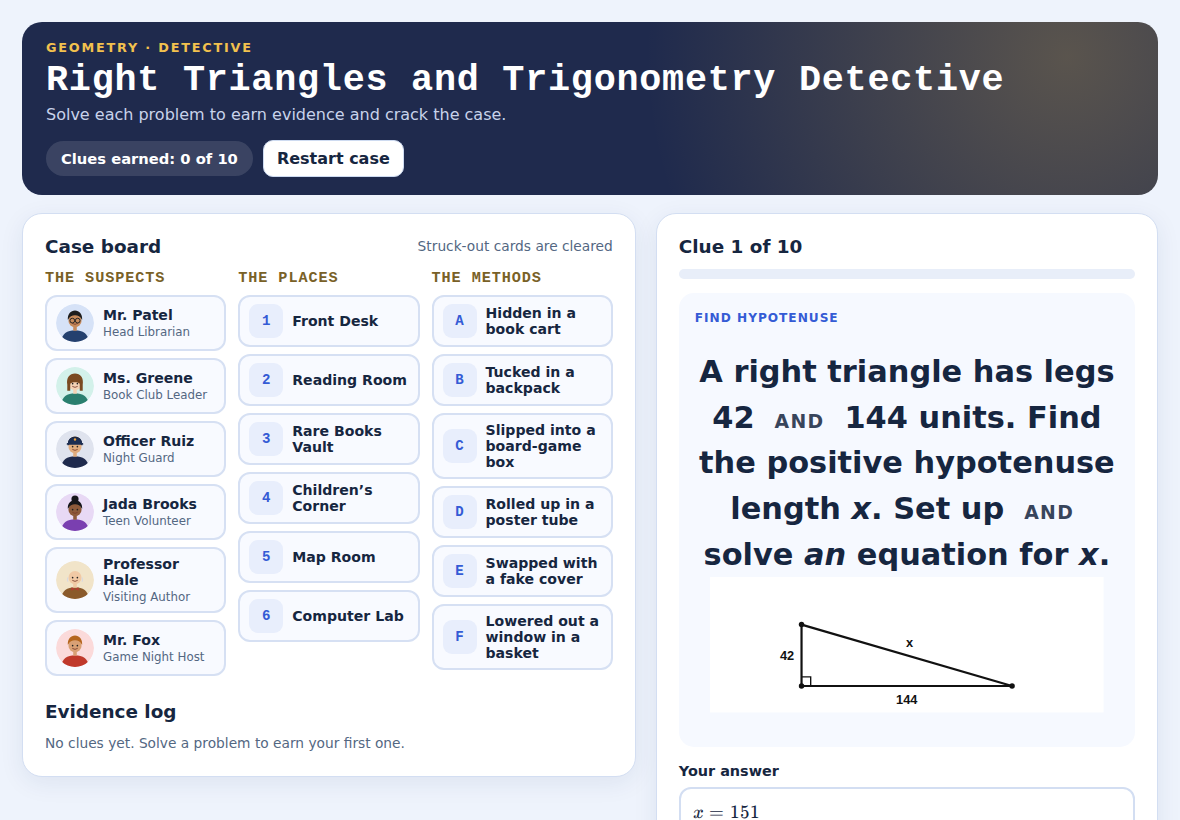 GEOMETRY · DETECTIVE
Right Triangles and Trigonometry Detective
Solve each problem to earn evidence and crack the case.
Clues earned: 0 of 10
Restart case
Case board
Struck-out cards are cleared
THE SUSPECTS
Mr. Patel
Head Librarian
Ms. Greene
Book Club Leader
Officer Ruiz
Night Guard
Jada Brooks
Teen Volunteer
Professor
Hale
Visiting Author
Mr. Fox
Game Night Host
THE PLACES
1 Front Desk
2 Reading Room
3 Rare Books
Vault
4 Children’s
Corner
5 Map Room
6 Computer Lab
THE METHODS
A Hidden in a
book cart
B Tucked in a
backpack
C Slipped into a
board-game
box
D Rolled up in a
poster tube
E Swapped with
a fake cover
F Lowered out a
window in a
basket
Evidence log
No clues yet. Solve a problem to earn your first one.
Clue 1 of 10
FIND HYPOTENUSE
A right triangle has legs
42 AND 144 units. Find
the positive hypotenuse
length x. Set up AND
solve an equation for x.
x
42
144
Your answer
x = 151